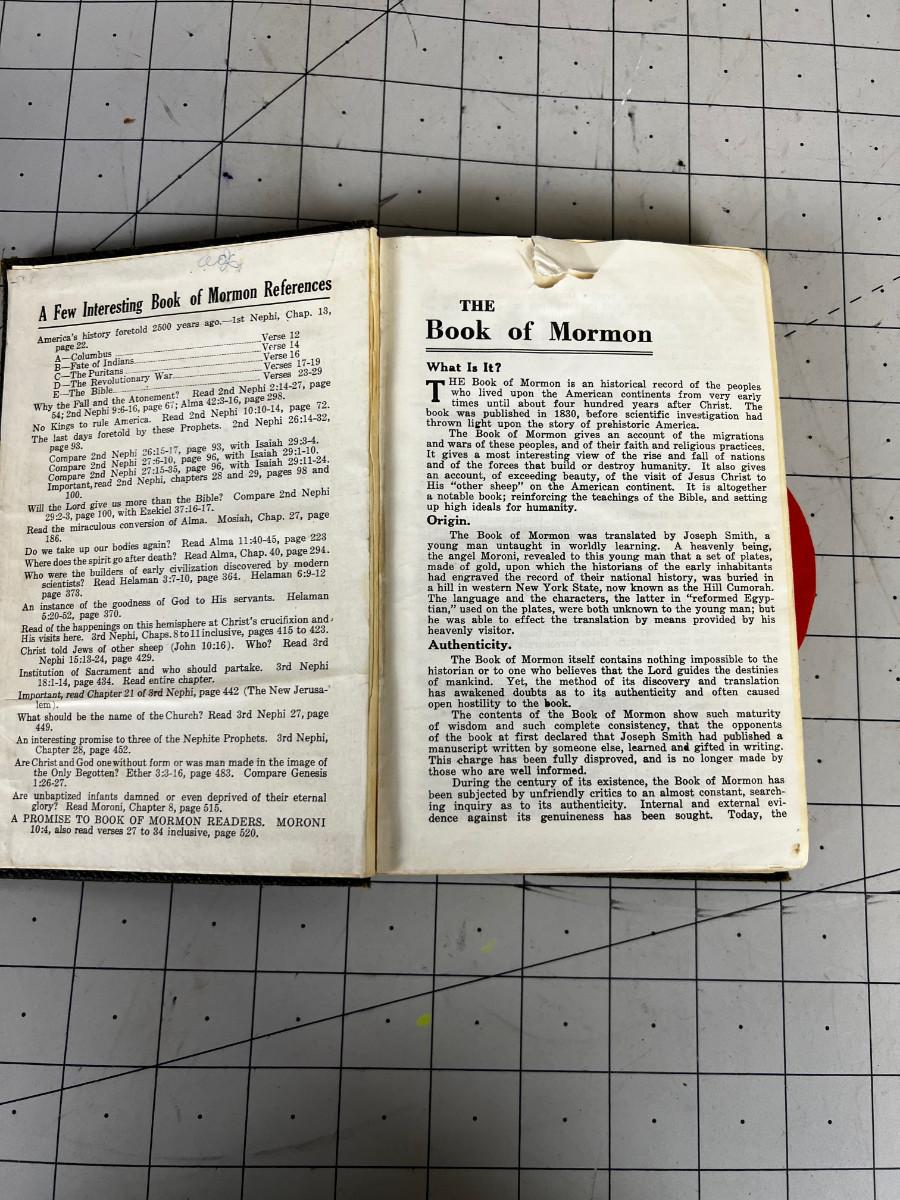 A Few Interesting Book of Mormon References
America's history foretold 2500 years ago.—1st Nephi, Chap. 13,
page 22.
A—Columbus Verse 12
B—Fate of Indians Verse 14
C—The Puritans Verse 16
D—The Revolutionary War Verses 17-19
E—The Bible Verses 23-29
Why the Fall and the Atonement? Read 2nd Nephi 2:14-27, page
54; 2nd Nephi 9:6-16, page 67; Alma 42:3-16, page 298.
No Kings to rule America. Read 2nd Nephi 10:10-14, page 72.
The last days foretold by these Prophets. 2nd Nephi 26:14-32,
page 93.
Compare 2nd Nephi 26:15-17, page 93, with Isaiah 29:3-4.
Compare 2nd Nephi 27:6-10, page 96, with Isaiah 29:1-10.
Compare 2nd Nephi 27:15-35, page 96, with Isaiah 29:11-24.
Important, read 2nd Nephi, chapters 28 and 29, pages 98 and
100.
Will the Lord give us more than the Bible? Compare 2nd Nephi
29:2-3, page 100, with Ezekiel 37:16-17.
Read the miraculous conversion of Alma. Mosiah, Chap. 27, page
186.
Do we take up our bodies again? Read Alma 11:40-45, page 223
Where does the spirit go after death? Read Alma, Chap. 40, page 294.
Who were the builders of early civilization discovered by modern
scientists? Read Helaman 3:7-10, page 364. Helaman 6:9-12
page 373.
An instance of the goodness of God to His servants. Helaman
5:20-52, page 370.
Read of the happenings on this hemisphere at Christ's crucifixion and
His visits here. 3rd Nephi, Chaps. 8 to 11 inclusive, pages 415 to 423.
Christ told Jews of other sheep (John 10:16). Who? Read 3rd
Nephi 15:13-24, page 429.
Institution of Sacrament and who should partake. 3rd Nephi
18:1-14, page 434. Read entire chapter.
Important, read Chapter 21 of 3rd Nephi, page 442 (The New Jerusa-
lem).
What should be the name of the Church? Read 3rd Nephi 27, page
449.
An interesting promise to three of the Nephite Prophets. 3rd Nephi,
Chapter 28, page 452.
Are Christ and God one without form or was man made in the image of
the Only Begotten? Ether 3:3-16, page 483. Compare Genesis
1:26-27.
Are unbaptized infants damned or even deprived of their eternal
glory? Read Moroni, Chapter 8, page 515.
A PROMISE TO BOOK OF MORMON READERS. MORONI
10:4, also read verses 27 to 34 inclusive, page 520.
THE
Book of Mormon
What Is It?
THE Book of Mormon is an historical record of the peoples
who lived upon the American continents from very early
times until about four hundred years after Christ. The
book was published in 1830, before scientific investigation had
thrown light upon the story of prehistoric America.
The Book of Mormon gives an account of the migrations
and wars of these peoples, and of their faith and religious practices.
It gives a most interesting view of the rise and fall of nations
and of the forces that build or destroy humanity. It also gives
an account, of exceeding beauty, of the visit of Jesus Christ to
His "other sheep" on the American continent. It is altogether
a notable book; reinforcing the teachings of the Bible, and setting
up high ideals for humanity.
Origin.
The Book of Mormon was translated by Joseph Smith, a
young man untaught in worldly learning. A heavenly being,
the angel Moroni, revealed to this young man that a set of plates,
made of gold, upon which the historians of the early inhabitants
had engraved the record of their national history, was buried in
a hill in western New York State, now known as the Hill Cumorah.
The language and the characters, the latter in "reformed Egyp-
tian," used on the plates, were both unknown to the young man; but
he was able to effect the translation by means provided by his
heavenly visitor.
Authenticity.
The Book of Mormon itself contains nothing impossible to the
historian or to one who believes that the Lord guides the destinies
of mankind. Yet, the method of its discovery and translation
has awakened doubts as to its authenticity and often caused
open hostility to the book.
The contents of the Book of Mormon show such maturity
of wisdom and such complete consistency, that the opponents
of the book at first declared that Joseph Smith had published a
manuscript written by someone else, learned and gifted in writing.
This charge has been fully disproved, and is no longer made by
those who are well informed.
During the century of its existence, the Book of Mormon has
been subjected by unfriendly critics to an almost constant, search-
ing inquiry as to its authenticity. Internal and external evi-
dence against its genuineness has been sought. Today, the